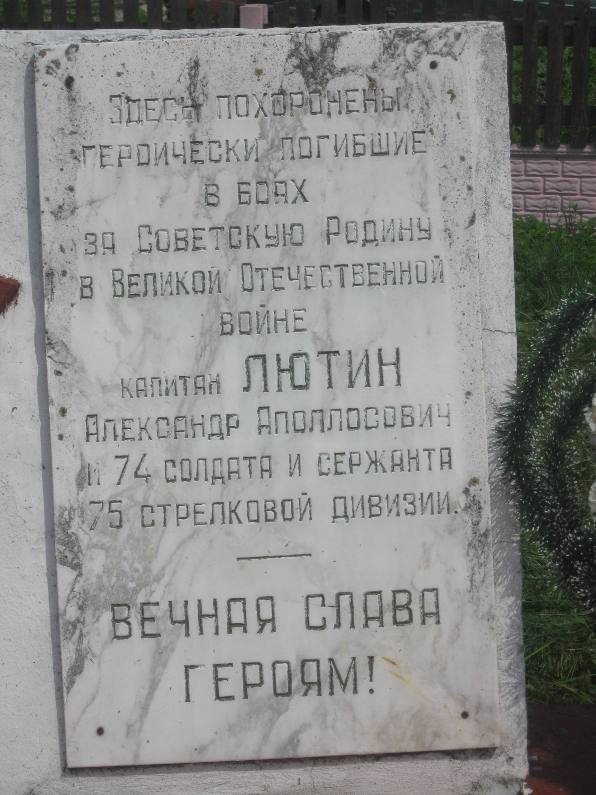 Здесь похоронены
героически погибшие
в боях
за Советскую Родину
в Великой Отечественной
войне
капитан ЛЮТИН
Александр Аполлосович
и 74 солдата и сержанта
75 стрелковой дивизии.
ВЕЧНАЯ СЛАВА
ГЕРОЯМ!